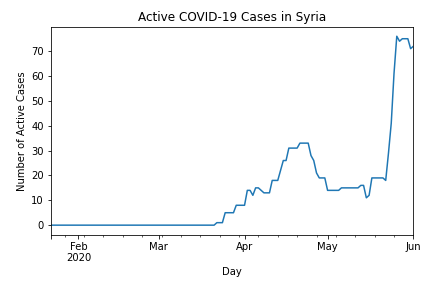 Active COVID-19 Cases in Syria
Number of Active Cases
70
60
50
40
30
20
10
0
Feb
2020
Mar
Apr
May
Jun
Day